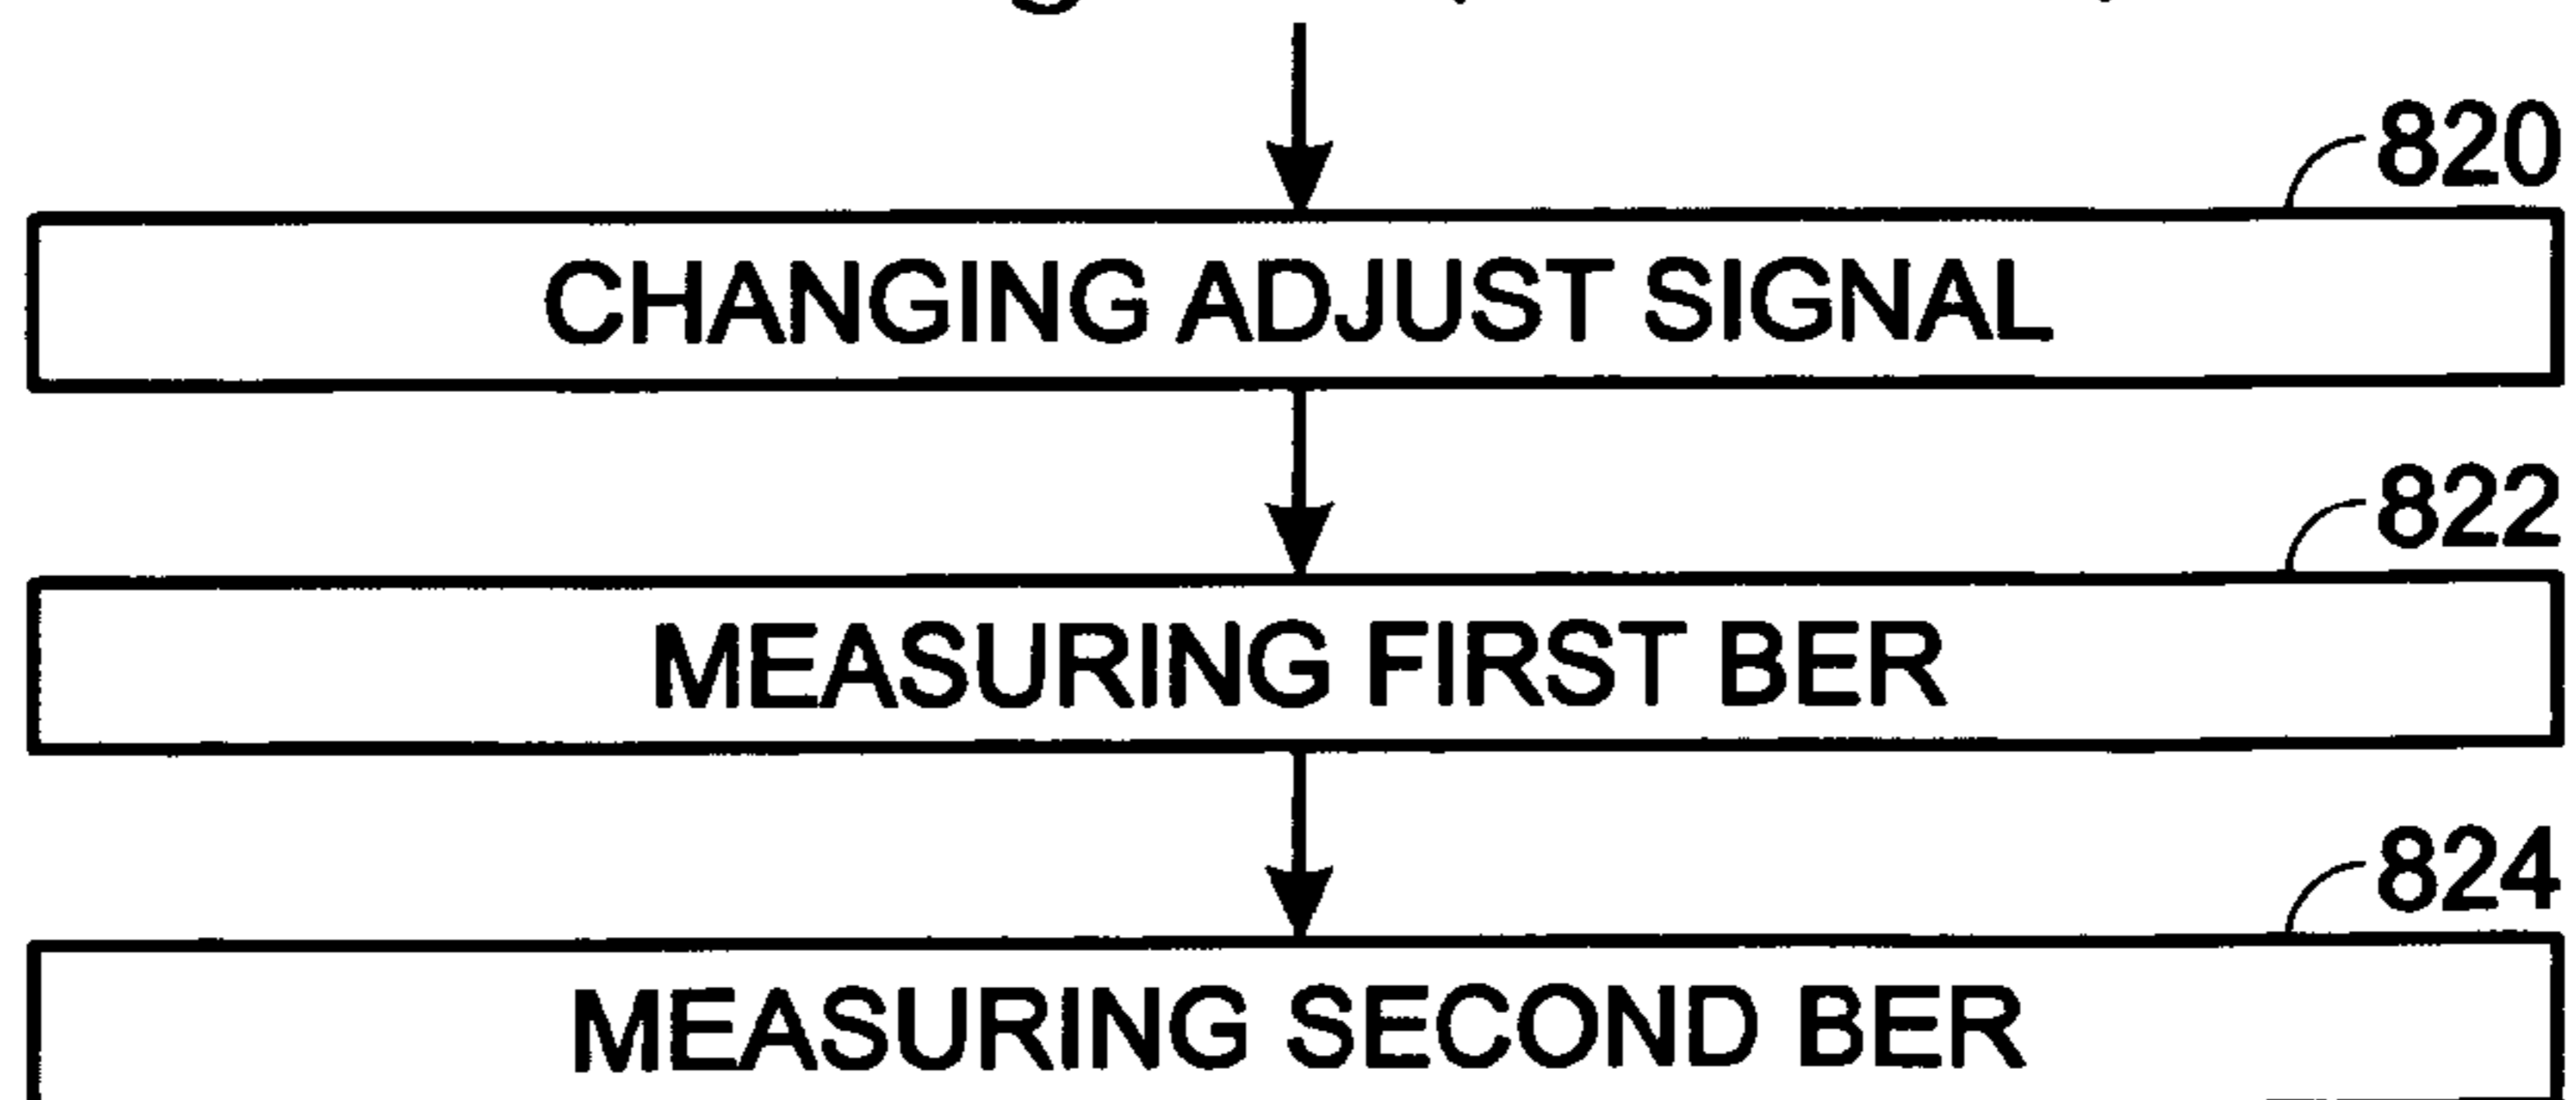 820
CHANGING ADJUST SIGNAL
822
MEASURING FIRST BER
824
MEASURING SECOND BER